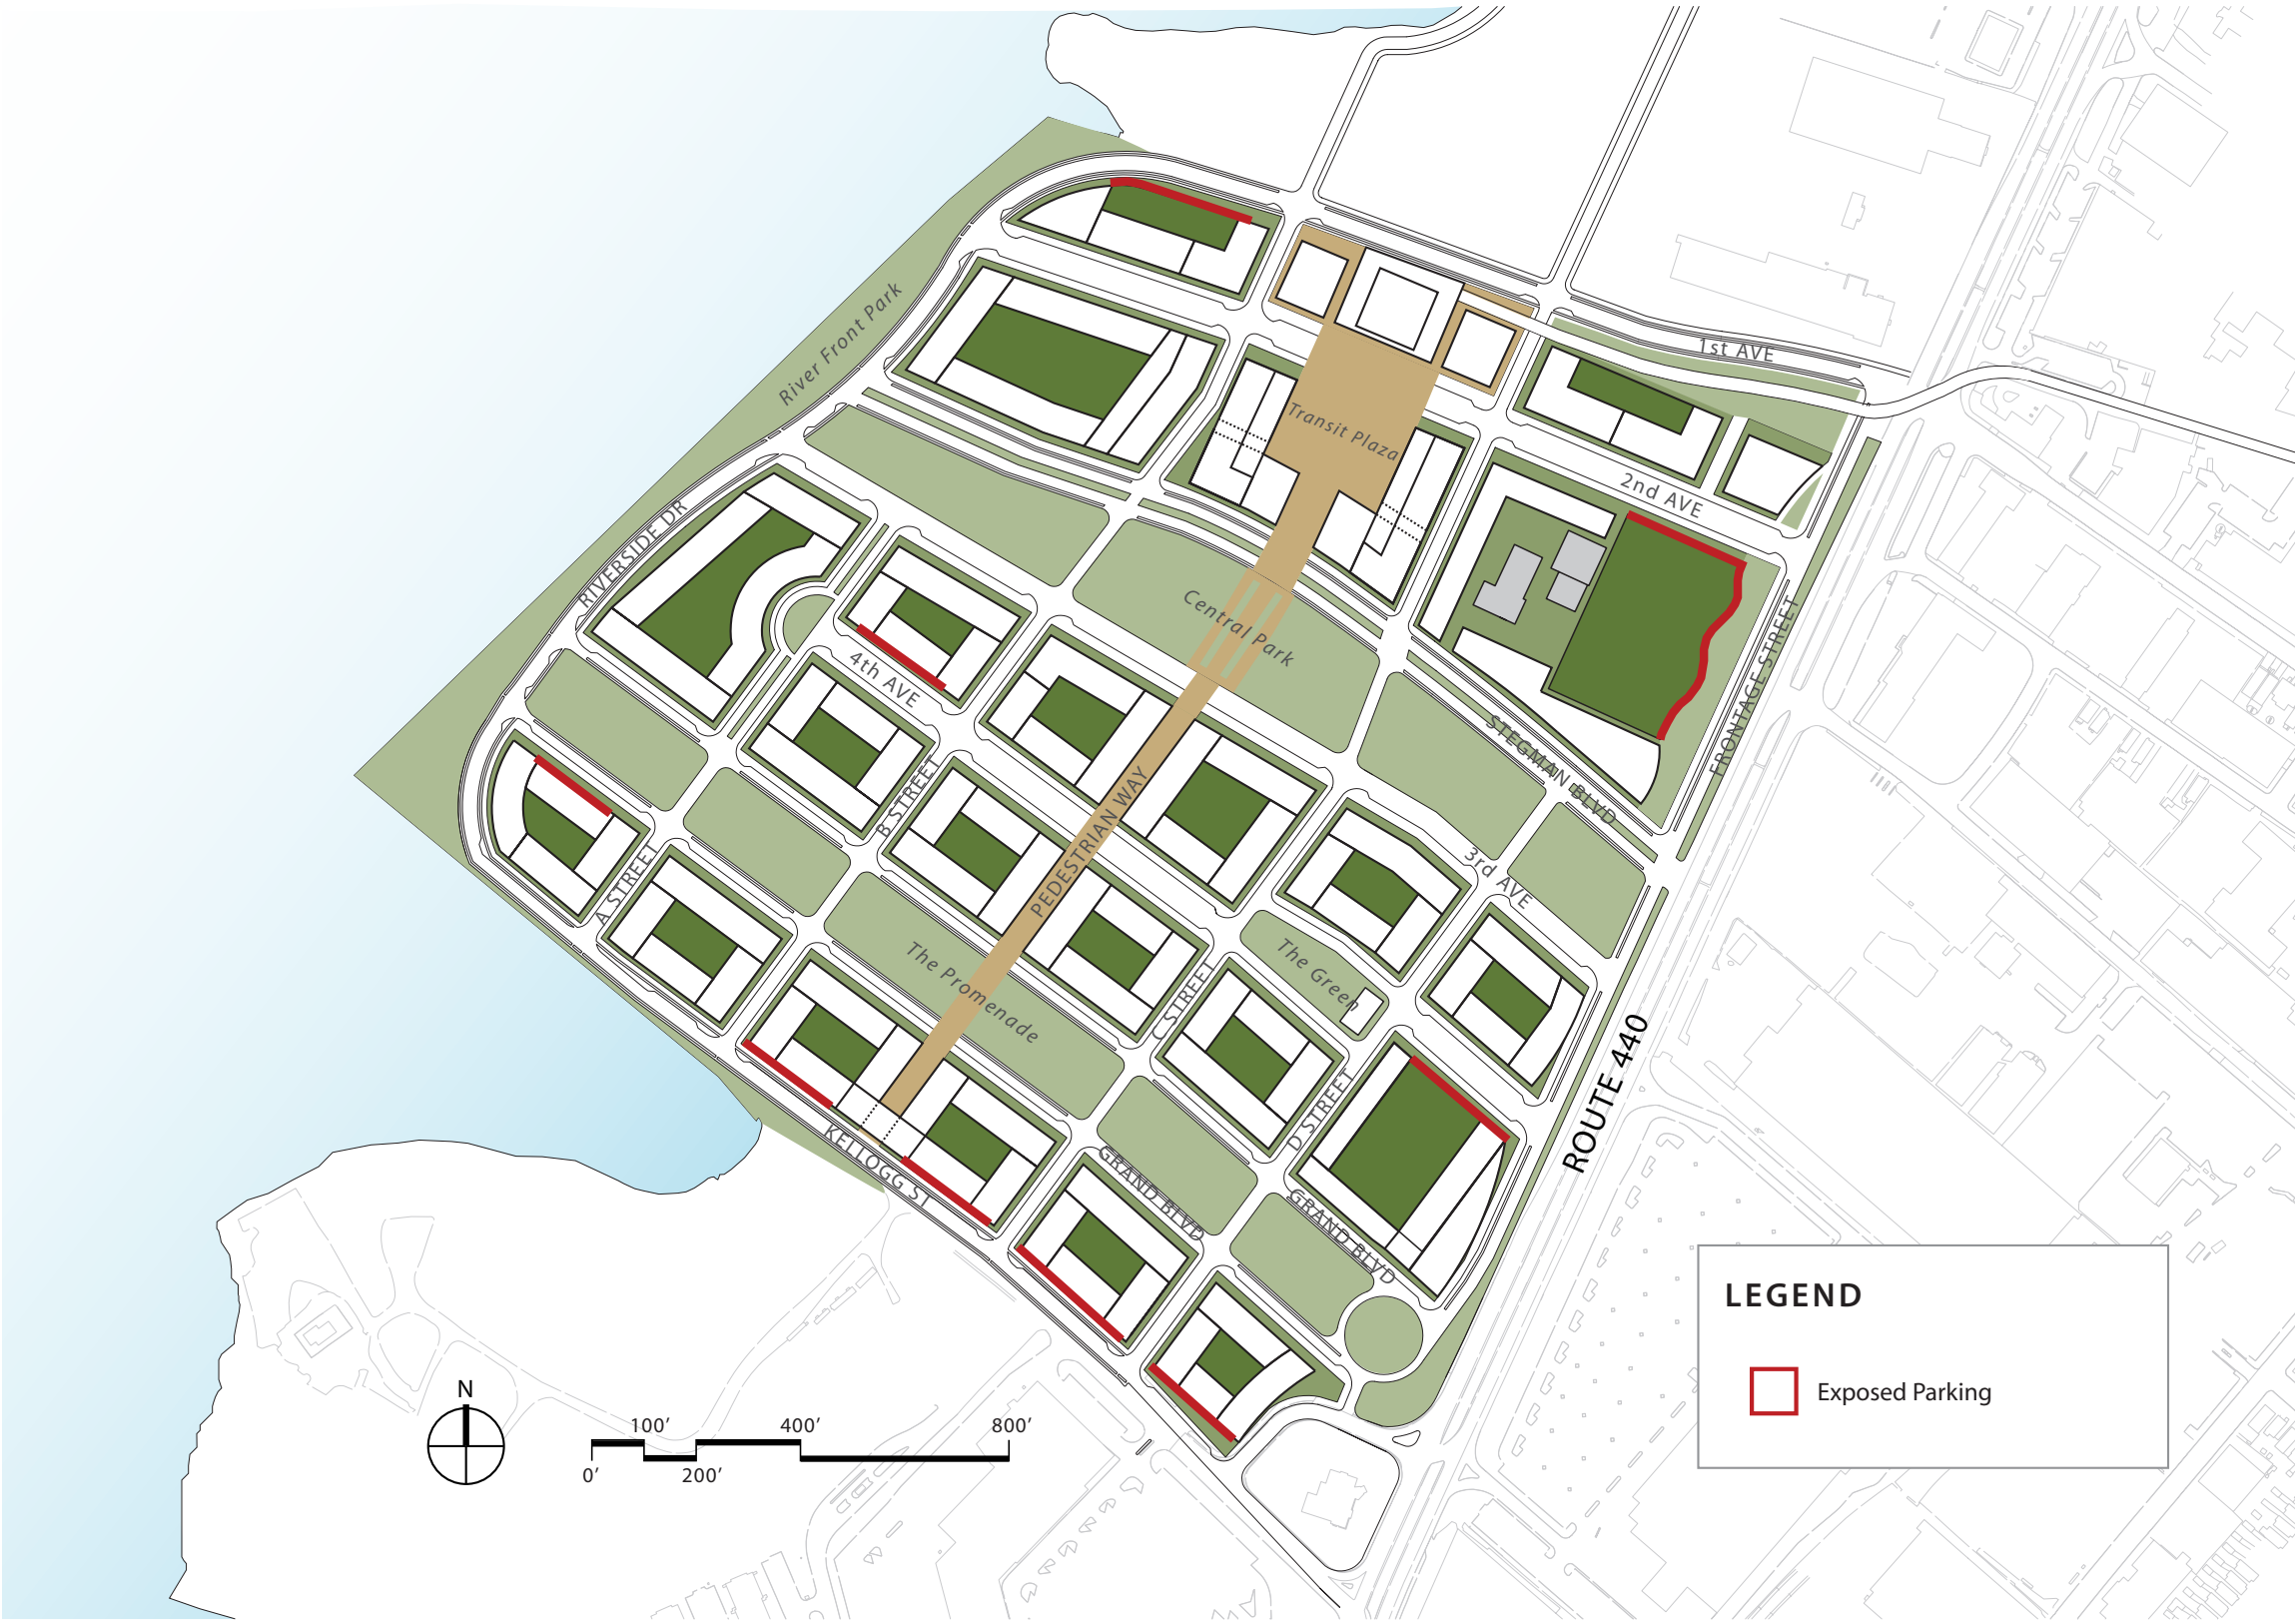 1st AVE
River Front Park
Transit Plaza
2nd AVE
RIVERSIDE DR
Central Park
FRONTAGE STREET
4th AVE
STEGMAN BLVD
B STREET
PEDESTRIAN WAY
3rd AVE
A STREET
The Promenade
The Green
C STREET
ROUTE 440
D STREET
KELLOGG ST
GRAND BLVD
GRAND BLVD
LEGEND
Exposed Parking
N
100′
400′
800′
0′
200′